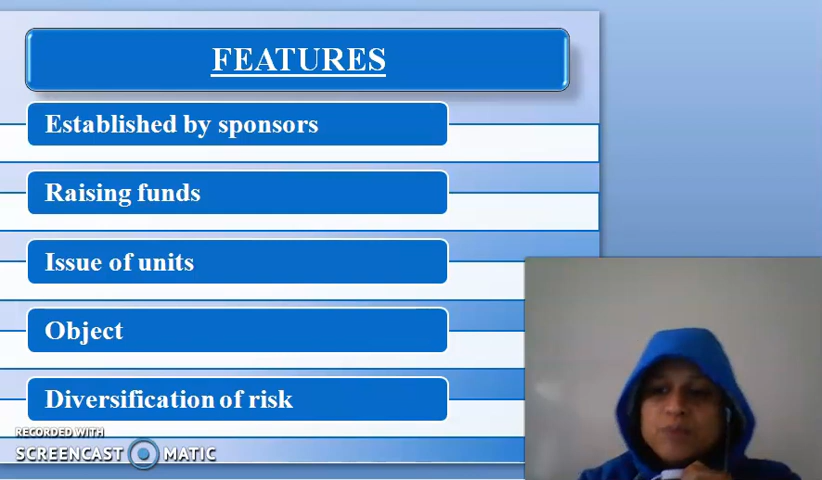 FEATURES
Established by sponsors
Raising funds
Issue of units
Object
Diversification of risk
RECORDED WITH
SCREENCAST MATIC